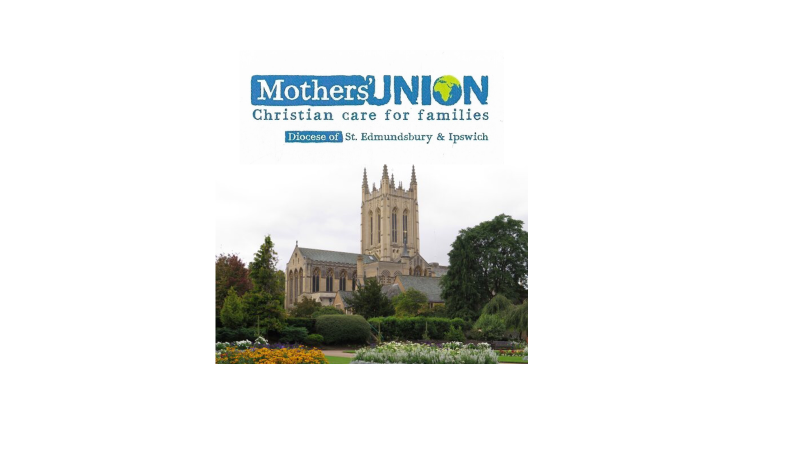 Mothers' UNION
Christian care for families
Diocese of St. Edmundsbury & Ipswich